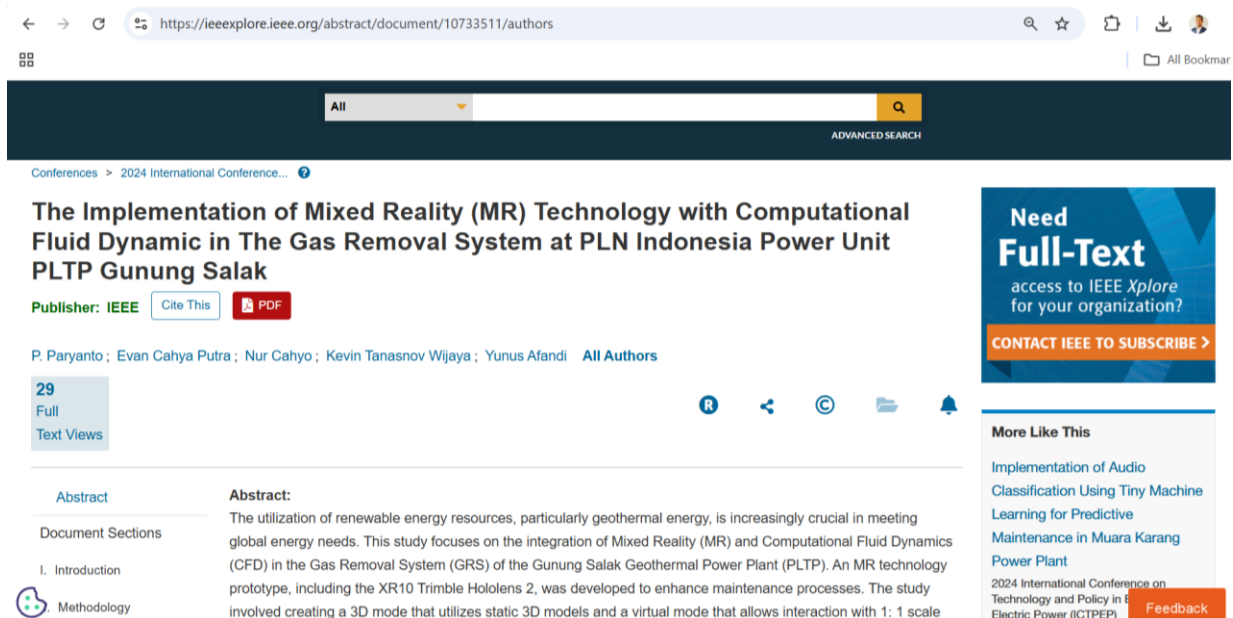 https://ieeexplore.ieee.org/abstract/document/10733511/authors
All Bookmar
All
ADVANCED SEARCH
Conferences > 2024 International Conference...
The Implementation of Mixed Reality (MR) Technology with Computational
Fluid Dynamic in The Gas Removal System at PLN Indonesia Power Unit
PLTP Gunung Salak
Publisher: IEEE Cite This PDF
P. Paryanto ; Evan Cahya Putra ; Nur Cahyo ; Kevin Tanasnov Wijaya ; Yunus Afandi All Authors
29
Full
Text Views
R
©
Abstract
Document Sections
I. Introduction
Methodology
Abstract:
The utilization of renewable energy resources, particularly geothermal energy, is increasingly crucial in meeting
global energy needs. This study focuses on the integration of Mixed Reality (MR) and Computational Fluid Dynamics
(CFD) in the Gas Removal System (GRS) of the Gunung Salak Geothermal Power Plant (PLTP). An MR technology
prototype, including the XR10 Trimble Hololens 2, was developed to enhance maintenance processes. The study
involved creating a 3D mode that utilizes static 3D models and a virtual mode that allows interaction with 1: 1 scale
Need
Full-Text
access to IEEE Xplore
for your organization?
CONTACT IEEE TO SUBSCRIBE >
More Like This
Implementation of Audio
Classification Using Tiny Machine
Learning for Predictive
Maintenance in Muara Karang
Power Plant
2024 International Conference on
Technology and Policy in
Electric Power (ICTPEP)
Feedback